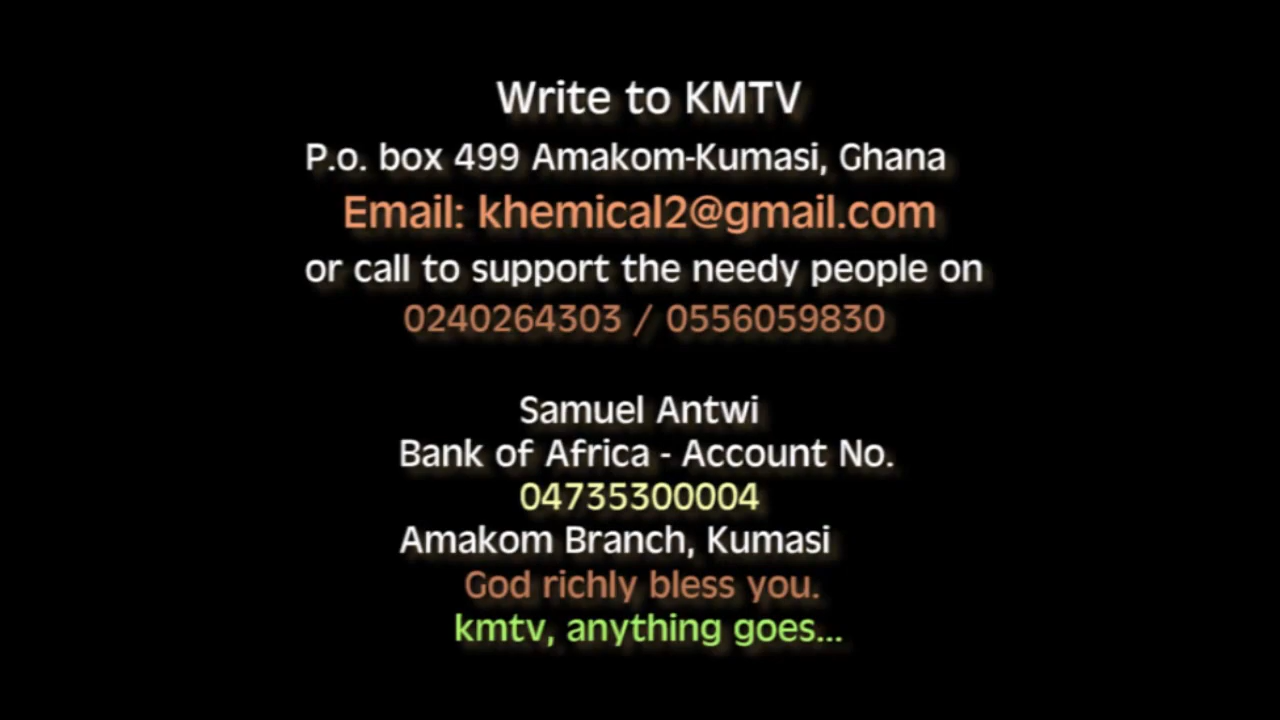 Write to KMTV
P.o. box 499 Amakom-Kumasi, Ghana
Email: khemical2@gmail.com
or call to support the needy people on
0240264303 / 0556059830
Samuel Antwi
Bank of Africa - Account No.
04735300004
Amakom Branch, Kumasi
God richly bless you.
kmtv, anything goes...